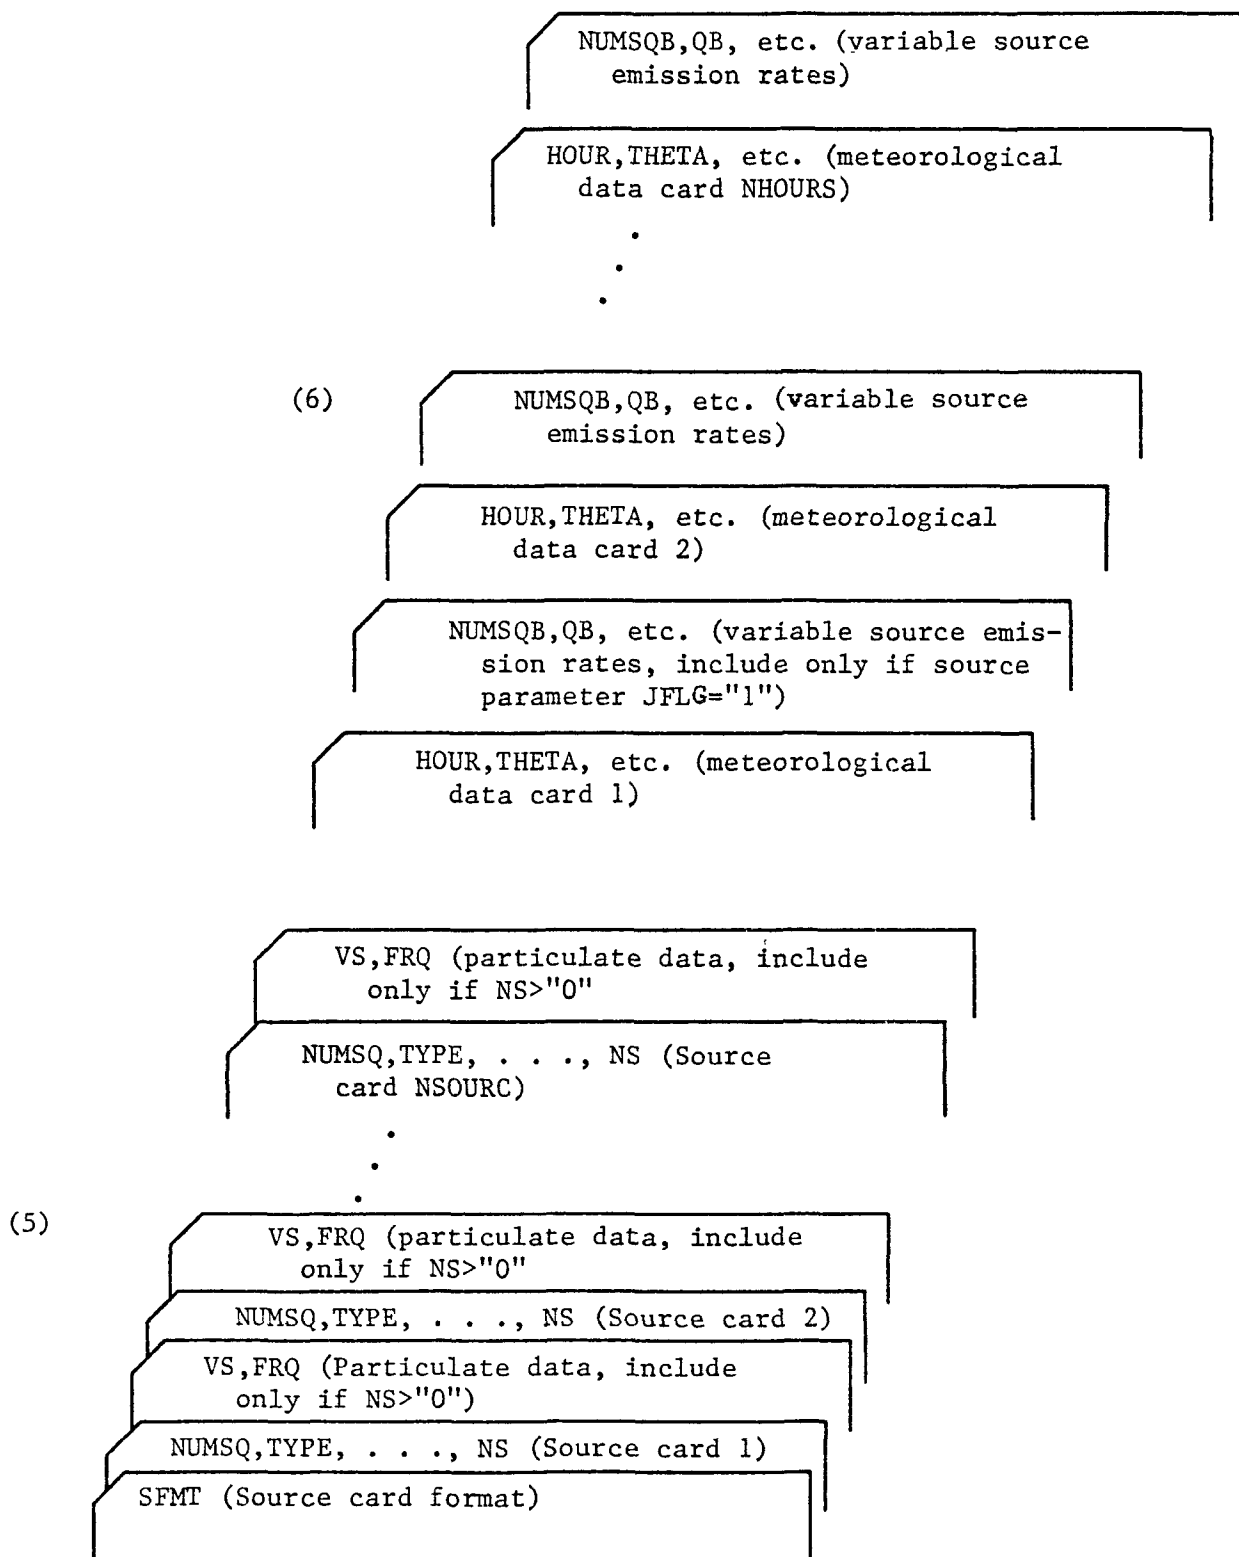 NUMSQB,QB, etc. (variable source
emission rates)
HOUR,THETA, etc. (meteorological
data card NHOURS)
(6)
NUMSQB,QB, etc. (variable source
emission rates)
HOUR,THETA, etc. (meteorological
data card 2)
NUMSQB,QB, etc. (variable source emis-
sion rates, include only if source
parameter JFLG="1")
HOUR,THETA, etc. (meteorological
data card 1)
VS,FRQ (particulate data, include
only if NS>"0"
NUMSQ,TYPE, . . ., NS (Source
card NSOURC)
(5)
VS,FRQ (particulate data, include
only if NS>"0"
NUMSQ,TYPE, . . ., NS (Source card 2)
VS,FRQ (Particulate data, include
only if NS>"0")
NUMSQ,TYPE, . . ., NS (Source card 1)
SFMT (Source card format)